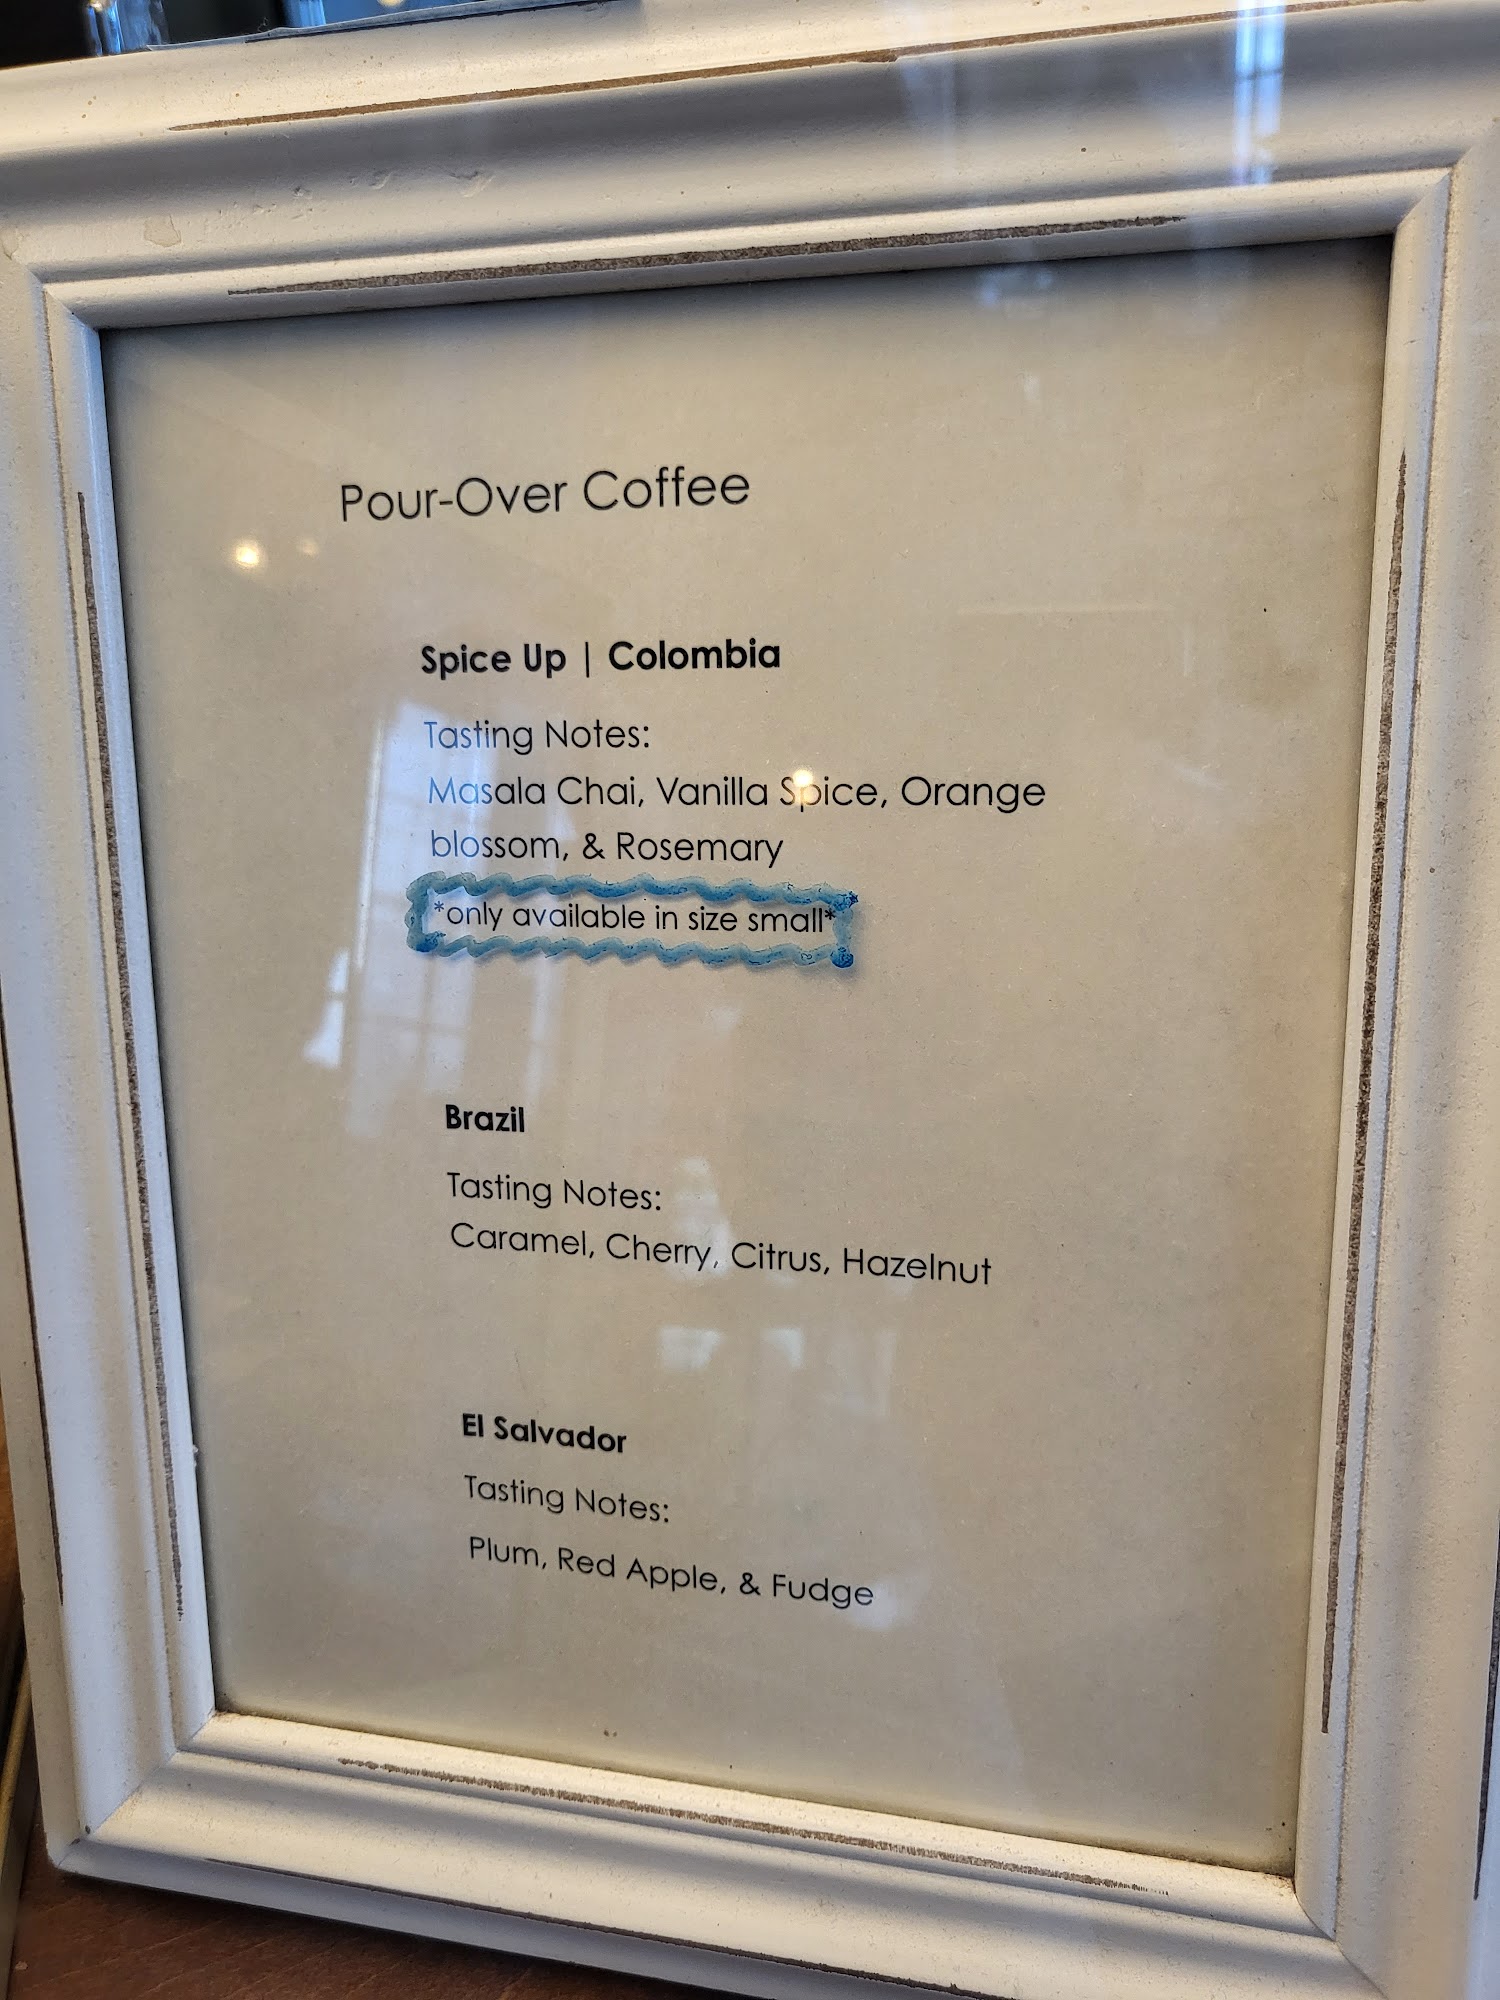 Pour-Over Coffee
Spice Up | Colombia
Tasting Notes:
Masala Chai, Vanilla Spice, Orange
blossom, & Rosemary
*only available in size small*
Brazil
Tasting Notes:
Caramel, Cherry, Citrus, Hazelnut
El Salvador
Tasting Notes:
Plum, Red Apple, & Fudge